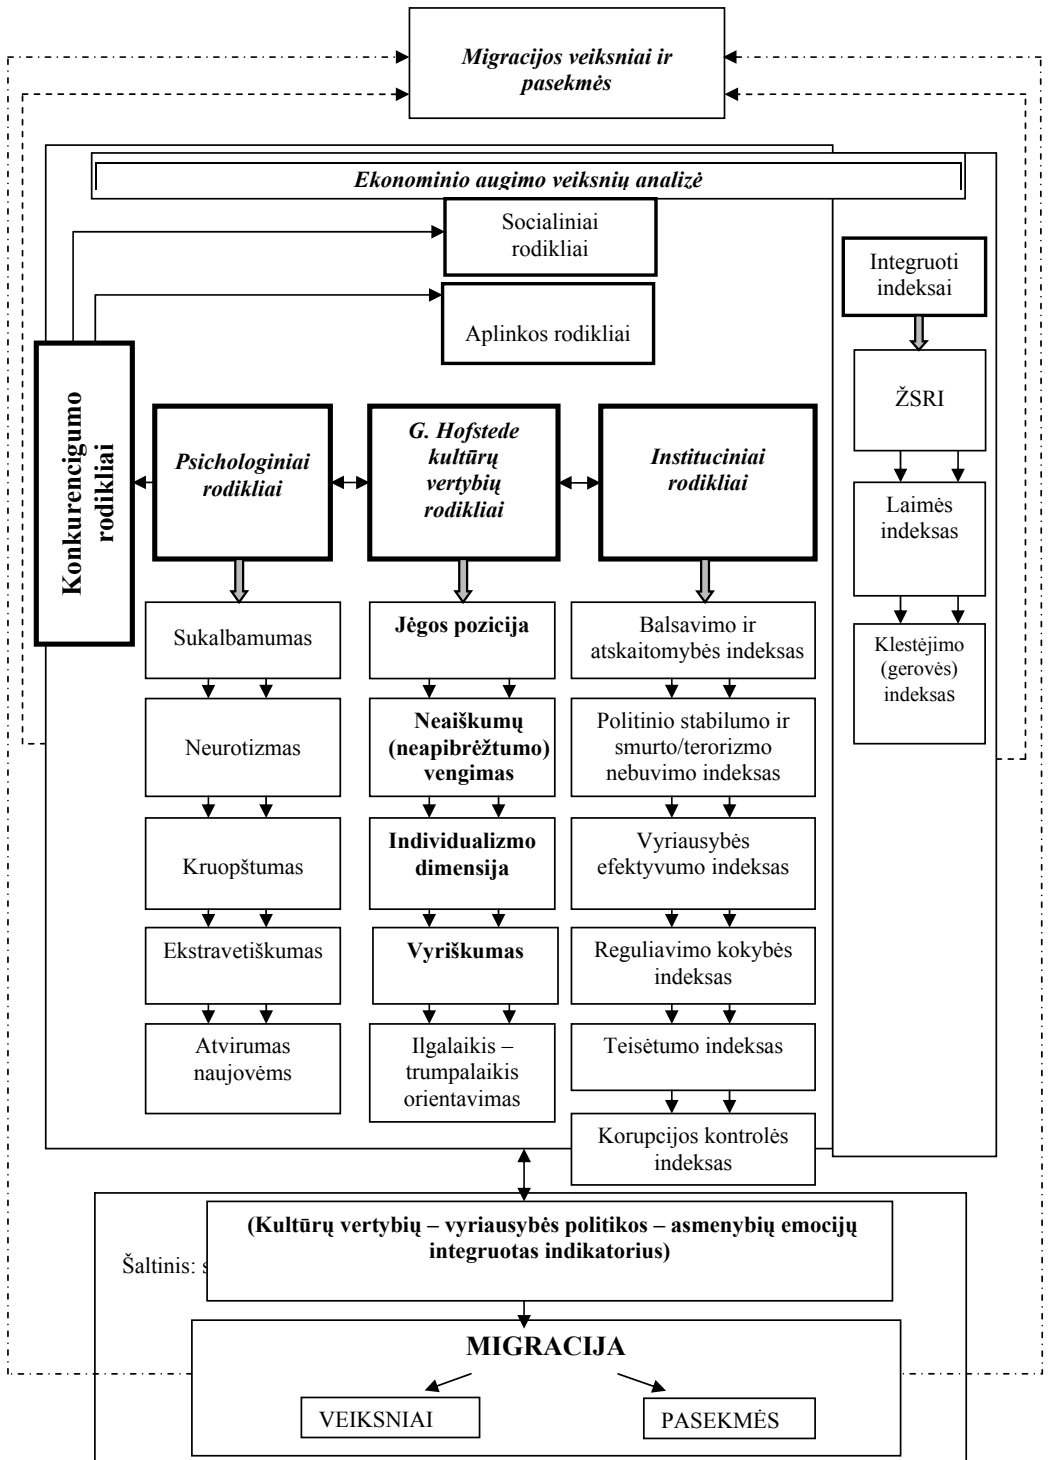 Migracijos veiksniai ir
pasekmės
Ekonominio augimo veiksnių analizė
Socialiniai
rodikliai
Aplinkos rodikliai
Integruoti
indeksai
ŽSRI
Laimės
indeksas
Klestėjimo
(gerovės)
indeksas
Konkurencigumo
rodikliai
Psichologiniai
rodikliai
G. Hofstede
kultūrų
vertybių
rodikliai
Instituciniai
rodikliai
Sukalbamumas
Neurotizmas
Kruopštumas
Ekstravetiškumas
Atvirumas
naujovėms
Jėgos pozicija
Neaiškumų
(neapibrėžtumo)
vengimas
Individualizmo
dimensija
Vyriškumas
Ilgalaikis –
trumpalaikis
orientavimas
Balsavimo ir
atskaitomybės indeksas
Politinio stabilumo ir
smurto/terorizmo
nebuvimo indeksas
Vyriausybės
efektyvumo indeksas
Reguliavimo kokybės
indeksas
Teisėtumo indeksas
Korupcijos kontrolės
indeksas
(Kultūrų vertybių – vyriausybės politikos – asmenybių emocijų
integruotas indikatorius)
Šaltinis:
MIGRACIJA
VEIKSNIAI
PASEKMĖS